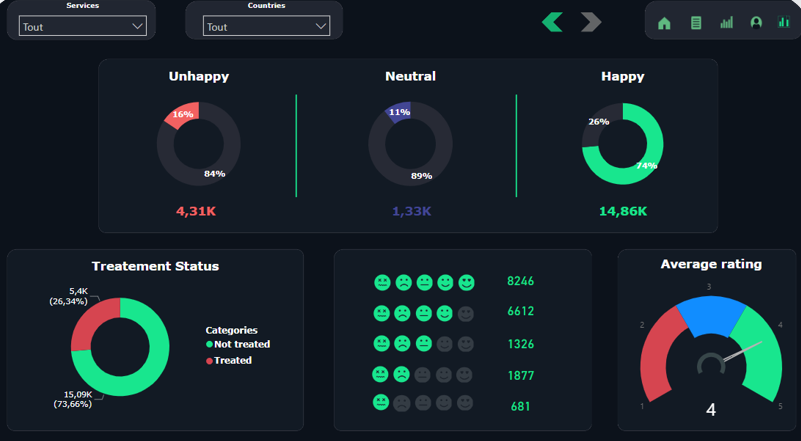 Services
Countries
Tout
Tout
Unhappy
Neutral
Happy
16%
84%
11%
89%
26%
74%
4,31K
1,33K
14,86K
Treatement Status
5,4K
(26,34%)
15,09K
(73,66%)
Categories
Not treated
Treated
8246
6612
1326
1877
681
Average rating
1
2
3
4
5
4